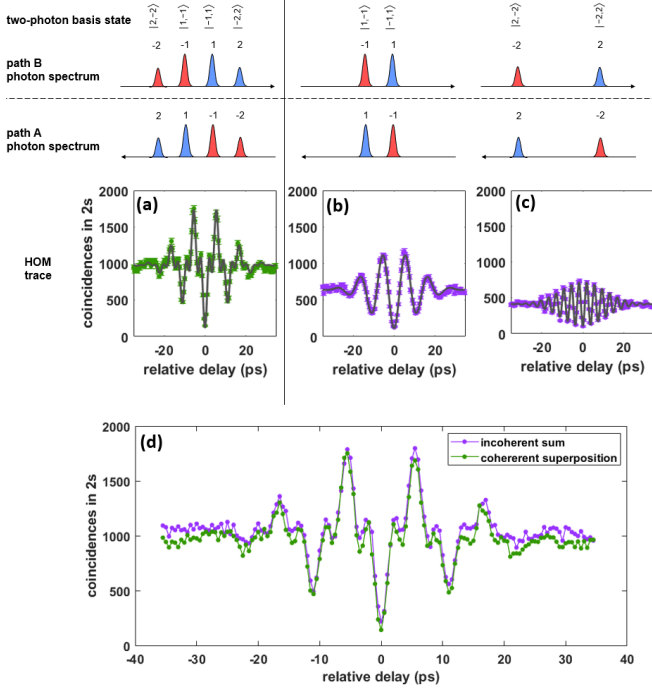 two-photon basis state
|2,-2⟩ |1,-1⟩ |-1,1⟩ |-2,2⟩ |1,-1⟩ |-1,1⟩ |2,-2⟩ |-2,2⟩
path B
photon spectrum
-2 -1 1 2 -1 1 -2 2
path A
photon spectrum
2 1 -1 -2 1 -1 2 -2
HOM
trace
(a)
coincidences in 2s
2000
1500
1000
500
0
-20 0 20
relative delay (ps)
(b)
2000
1500
1000
500
0
-20 0 20
relative delay (ps)
(c)
2000
1500
1000
500
0
-20 0 20
relative delay (ps)
(d)
coincidences in 2s
2000
1500
1000
500
0
-40 -30 -20 -10 0 10 20 30 40
relative delay (ps)
incoherent sum
cohererent superposition